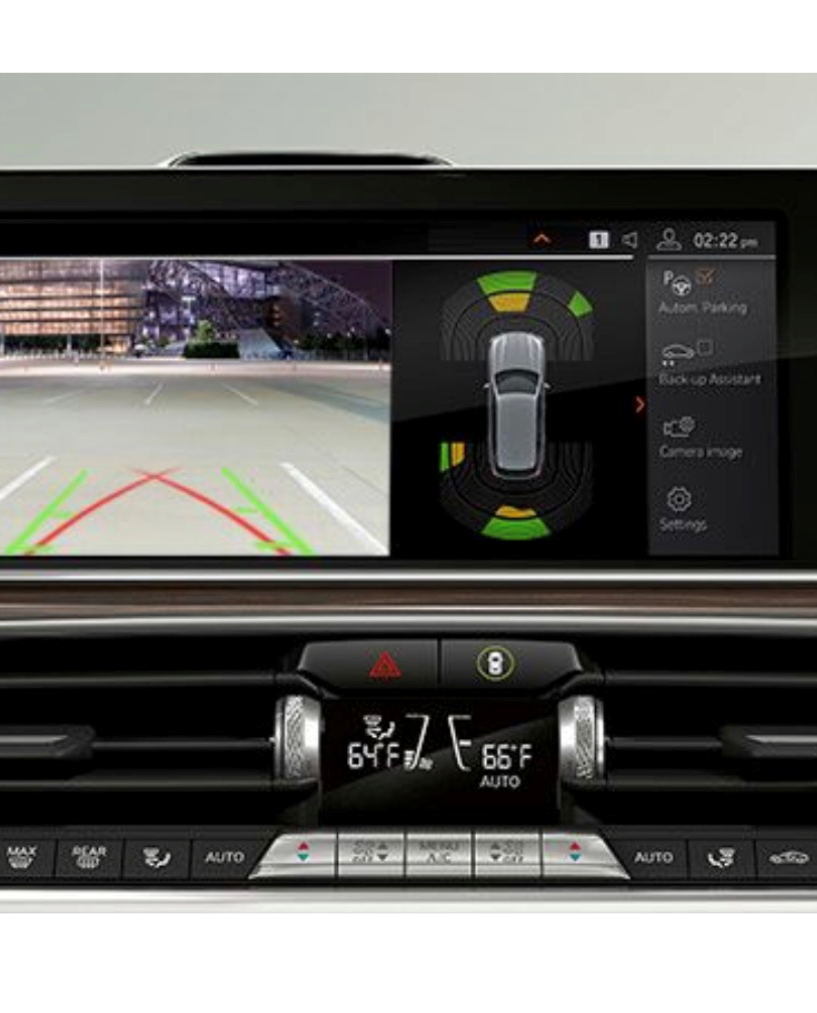 1
02:22 pm
P
Autom. Parking
Back-up Assistant
Camera image
Settings
64°F
66°F
AUTO
MAX
REAR
AUTO
MENU
A/C
AUTO